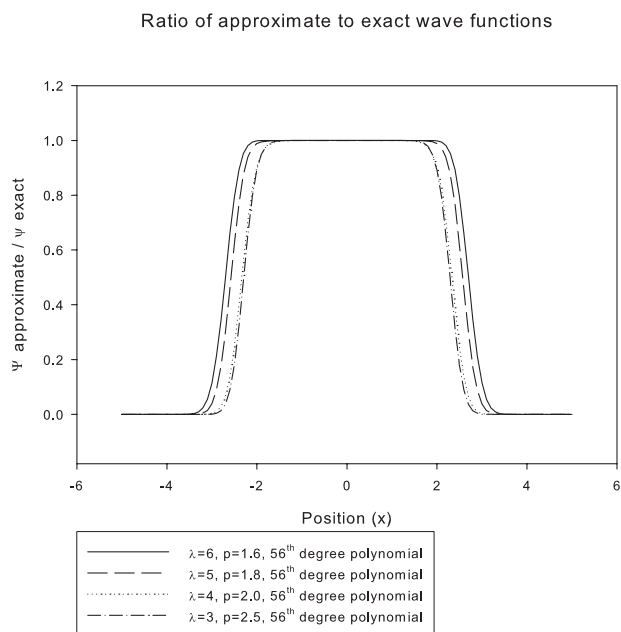 Ratio of approximate to exact wave functions
Ψ approximate / ψ exact
1.2
1.0
0.8
0.6
0.4
0.2
0.0
-6 -4 -2 0 2 4 6
Position (x)
λ=6, p=1.6, 56th degree polynomial
λ=5, p=1.8, 56th degree polynomial
λ=4, p=2.0, 56th degree polynomial
λ=3, p=2.5, 56th degree polynomial